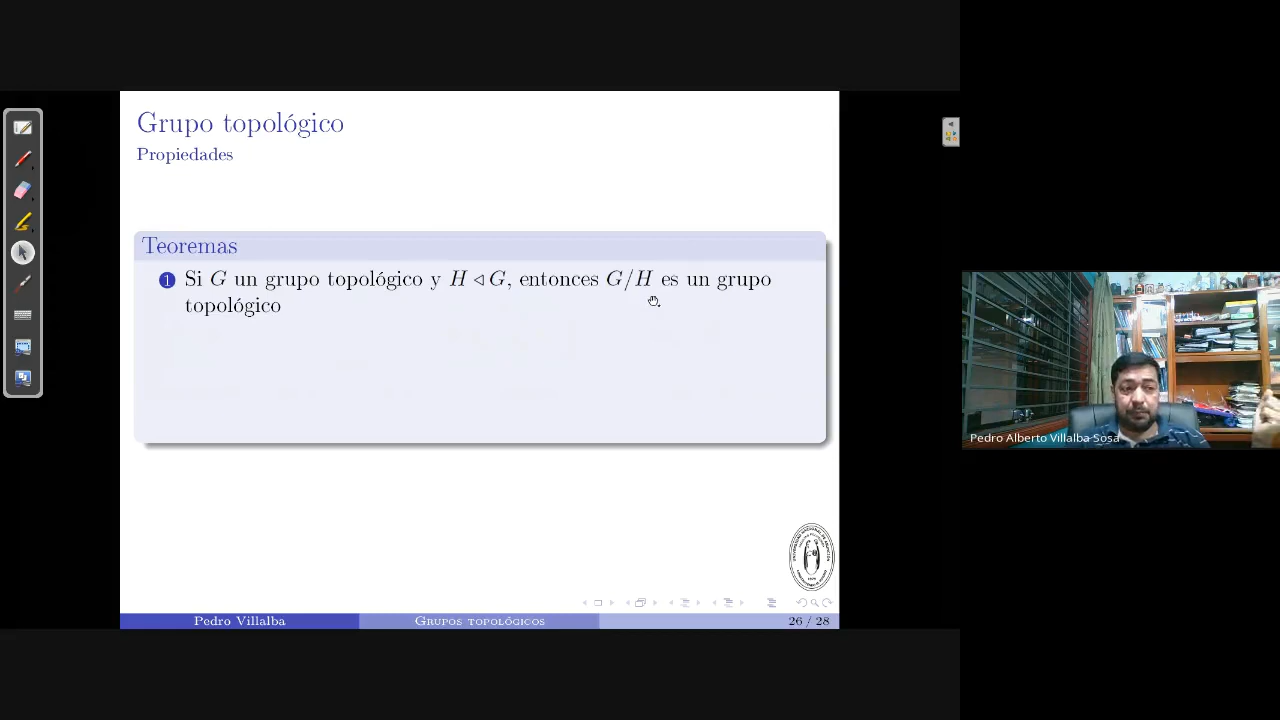 Grupo topológico
Propiedades
Teoremas
1 Si G un grupo topológico y H ◁ G, entonces G/H es un grupo
topológico
Pedro Alberto Villalba Sosa
Pedro Villalba
Grupos topológicos
26 / 28